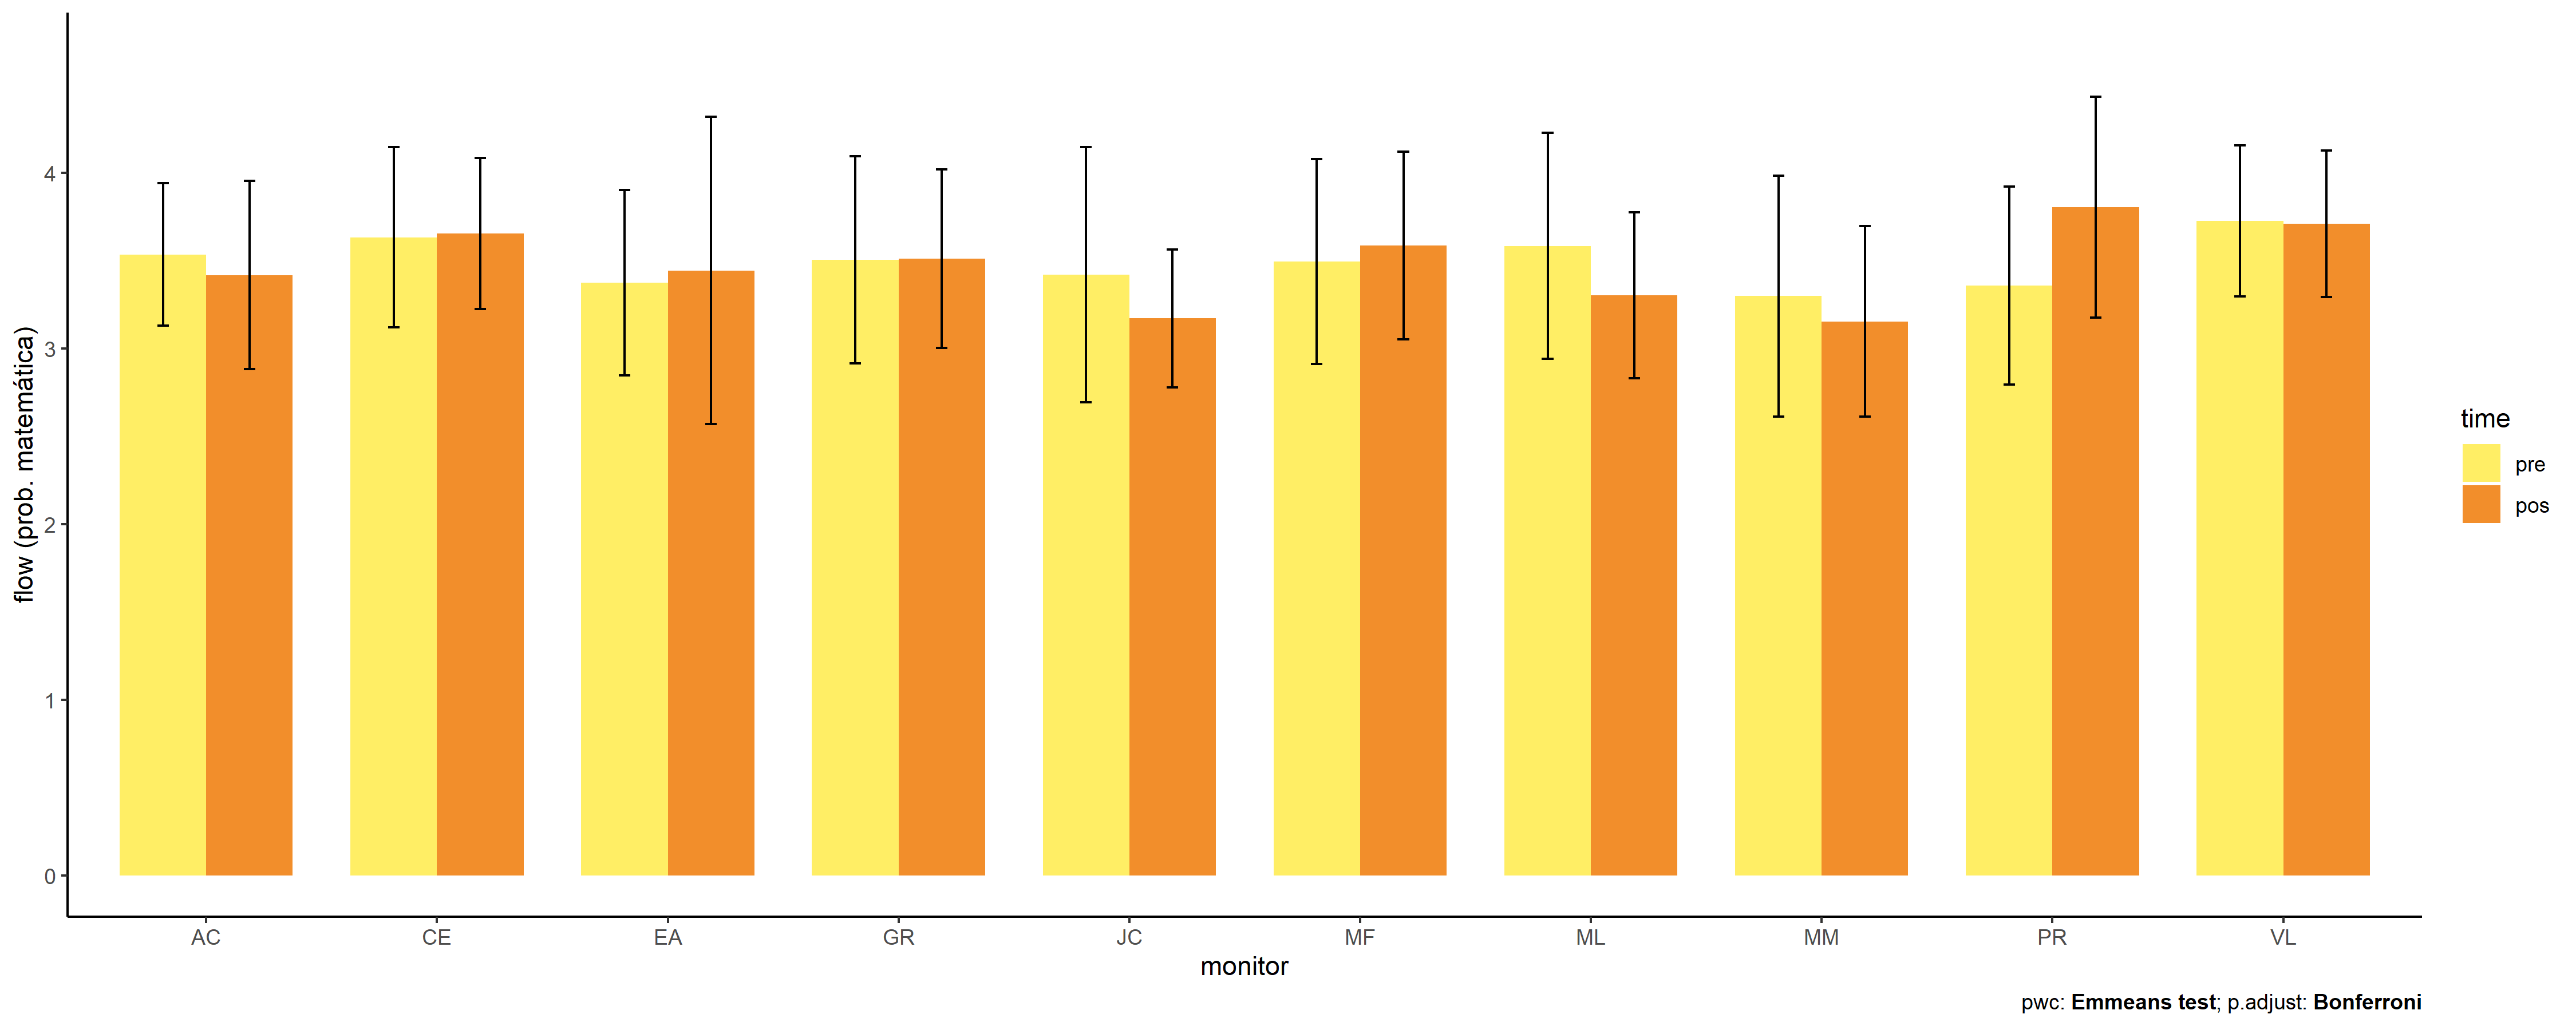 flow (prob. matemática)
4
3
2
1
0
AC CE EA GR JC MF ML MM PR VL
monitor
time
pre
pos
pwc: Emmeans test; p.adjust: Bonferroni